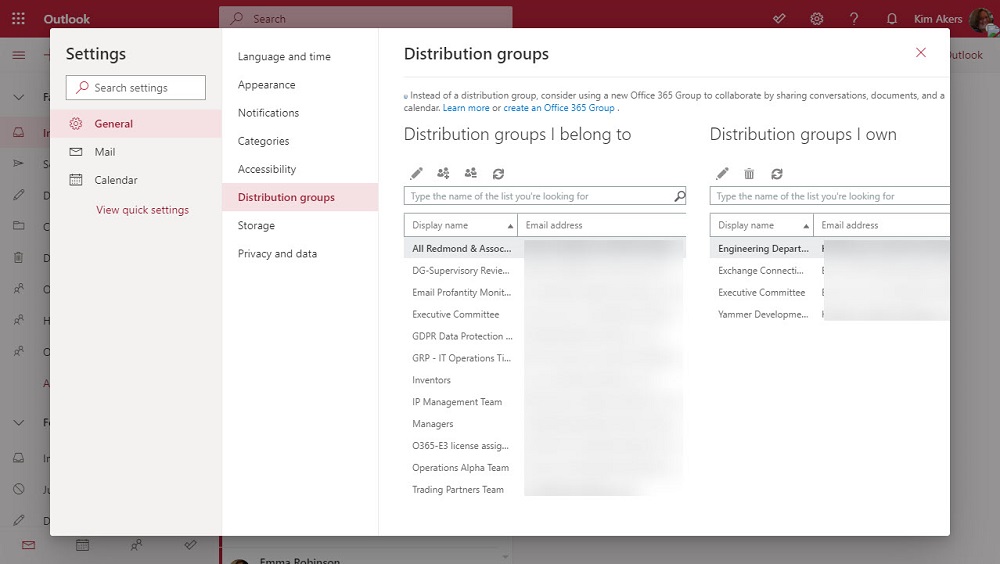 Outlook
Search
Kim Akers
Settings
Search settings
General
Mail
Calendar
View quick settings
Language and time
Appearance
Notifications
Categories
Accessibility
Distribution groups
Storage
Privacy and data
Distribution groups
Outlook
Instead of a distribution group, consider using a new Office 365 Group to collaborate by sharing conversations, documents, and a
calendar. Learn more or create an Office 365 Group .
Distribution groups I belong to
Type the name of the list you're looking for
Display name Email address
All Redmond & Assoc...
DG-Supervisory Revie...
Email Profantity Monit...
Executive Committee
GDPR Data Protection ...
GRP - IT Operations Ti...
Inventors
IP Management Team
Managers
O365-E3 license assig...
Operations Alpha Team
Trading Partners Team
Distribution groups I own
Type the name of the list you're looking for
Display name Email address
Engineering Depart...
Exchange Connecti...
Executive Committee
Yammer Developme...
Emma Robinson